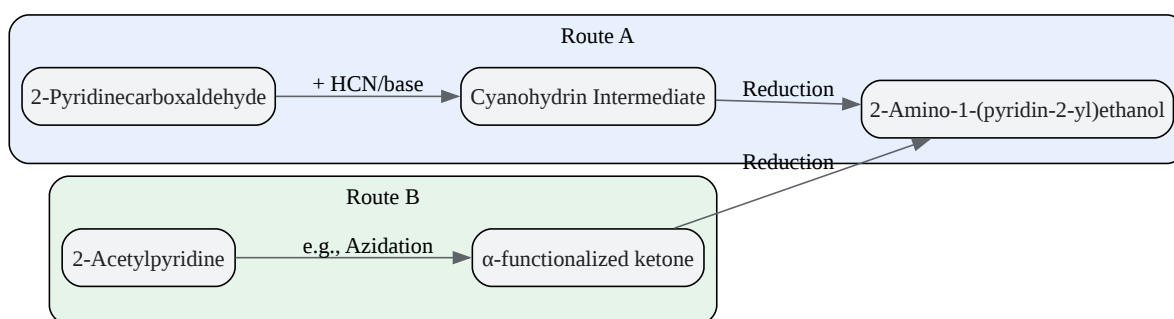 Route A
2-Pyridinecarboxaldehyde
+ HCN/base
Cyanohydrin Intermediate
Reduction
2-Amino-1-(pyridin-2-yl)ethanol
Reduction
Route B
2-Acetylpyridine
e.g., Azidation
α-functionalized ketone